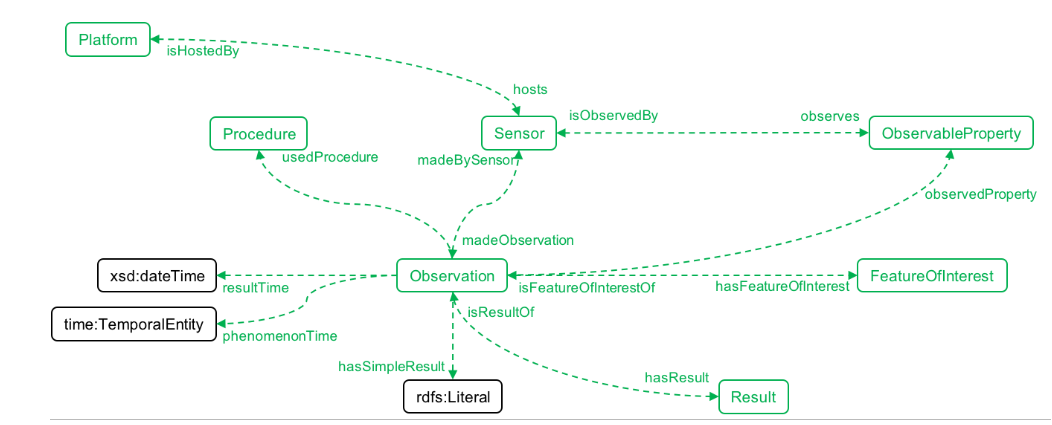 Platform
isHostedBy
hosts
Procedure
usedProcedure
Sensor
madeBySensor
isObservedBy
observes
ObservableProperty
observedProperty
madeObservation
xsd:dateTime
resultTime
Observation
isFeatureOfInterestOf
hasFeatureOfInterest
FeatureOfInterest
time:TemporalEntity
phenomenonTime
isResultOf
hasSimpleResult
hasResult
rdfs:Literal
Result